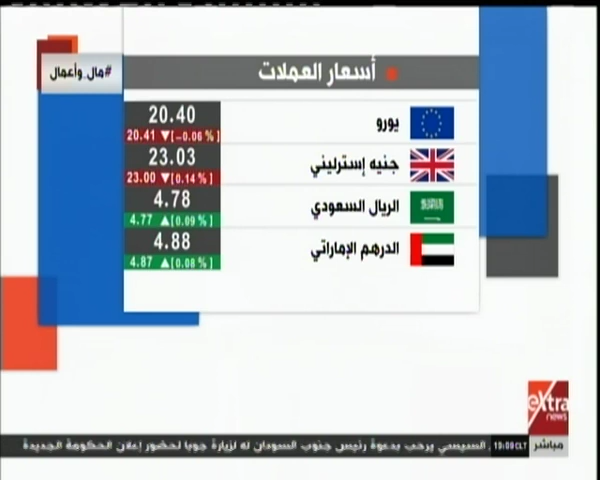 #مال_وأعمال
أسعار العملات
يورو
20.40
20.41 ▼[-0.06 %]
جنيه إسترليني
23.03
23.00 ▼[0.14 %]
الريال السعودي
4.78
4.77 ▲[0.09 %]
الدرهم الإماراتي
4.88
4.87 ▲[0.08 %]
eXtra
news
مباشر
19:00CLT
السيسي يرحب بدعوة رئيس جنوب السودان له لزيارة جوبا لحضور إعلان الحكومة الجديدة